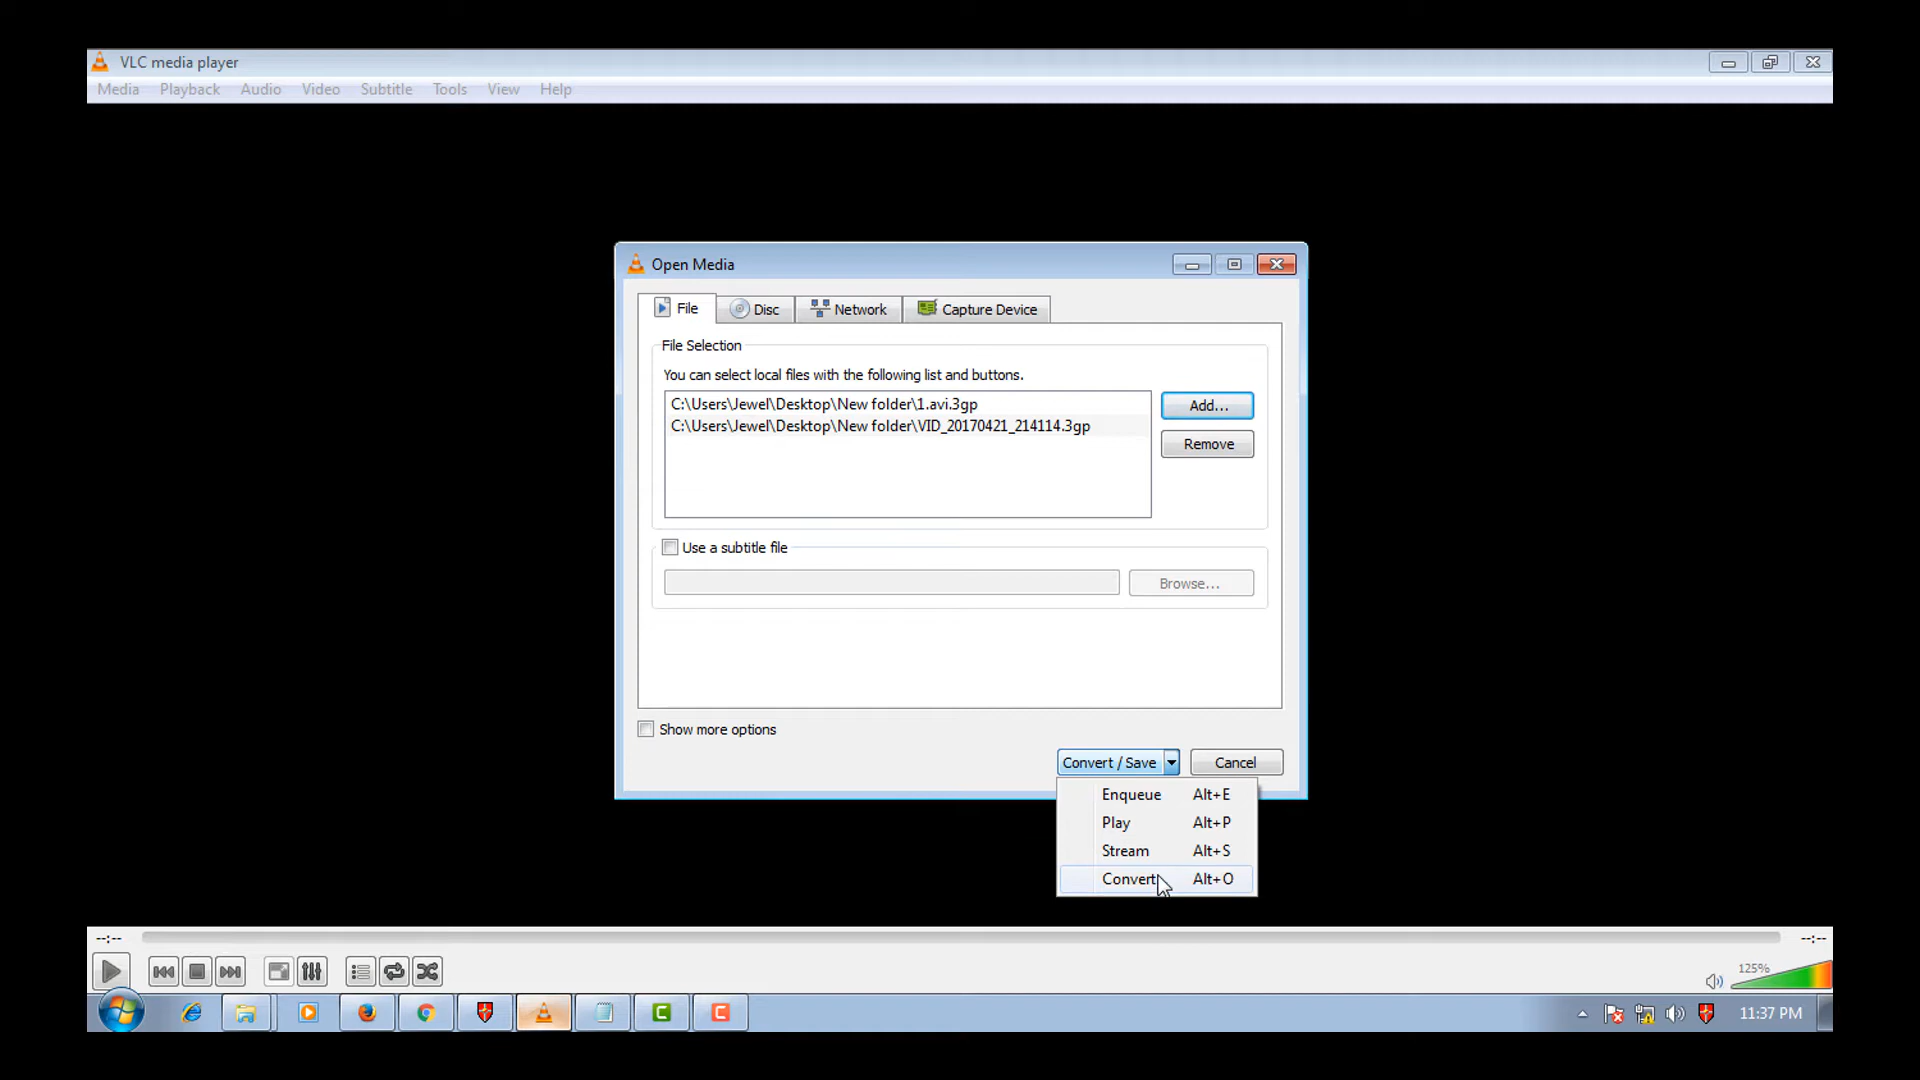 VLC media player
Media Playback Audio Video Subtitle Tools View Help
Open Media
File Disc Network Capture Device
File Selection
You can select local files with the following list and buttons.
C:\Users\Jewel\Desktop\New folder\1.avi.3gp
Add...
C:\Users\Jewel\Desktop\New folder\VID_20170421_214114.3gp
Remove
Use a subtitle file
Browse...
Show more options
Convert / Save Cancel
Enqueue Alt+E
Play Alt+P
Stream Alt+S
Convert Alt+O
--:-- --:--
125%
11:37 PM